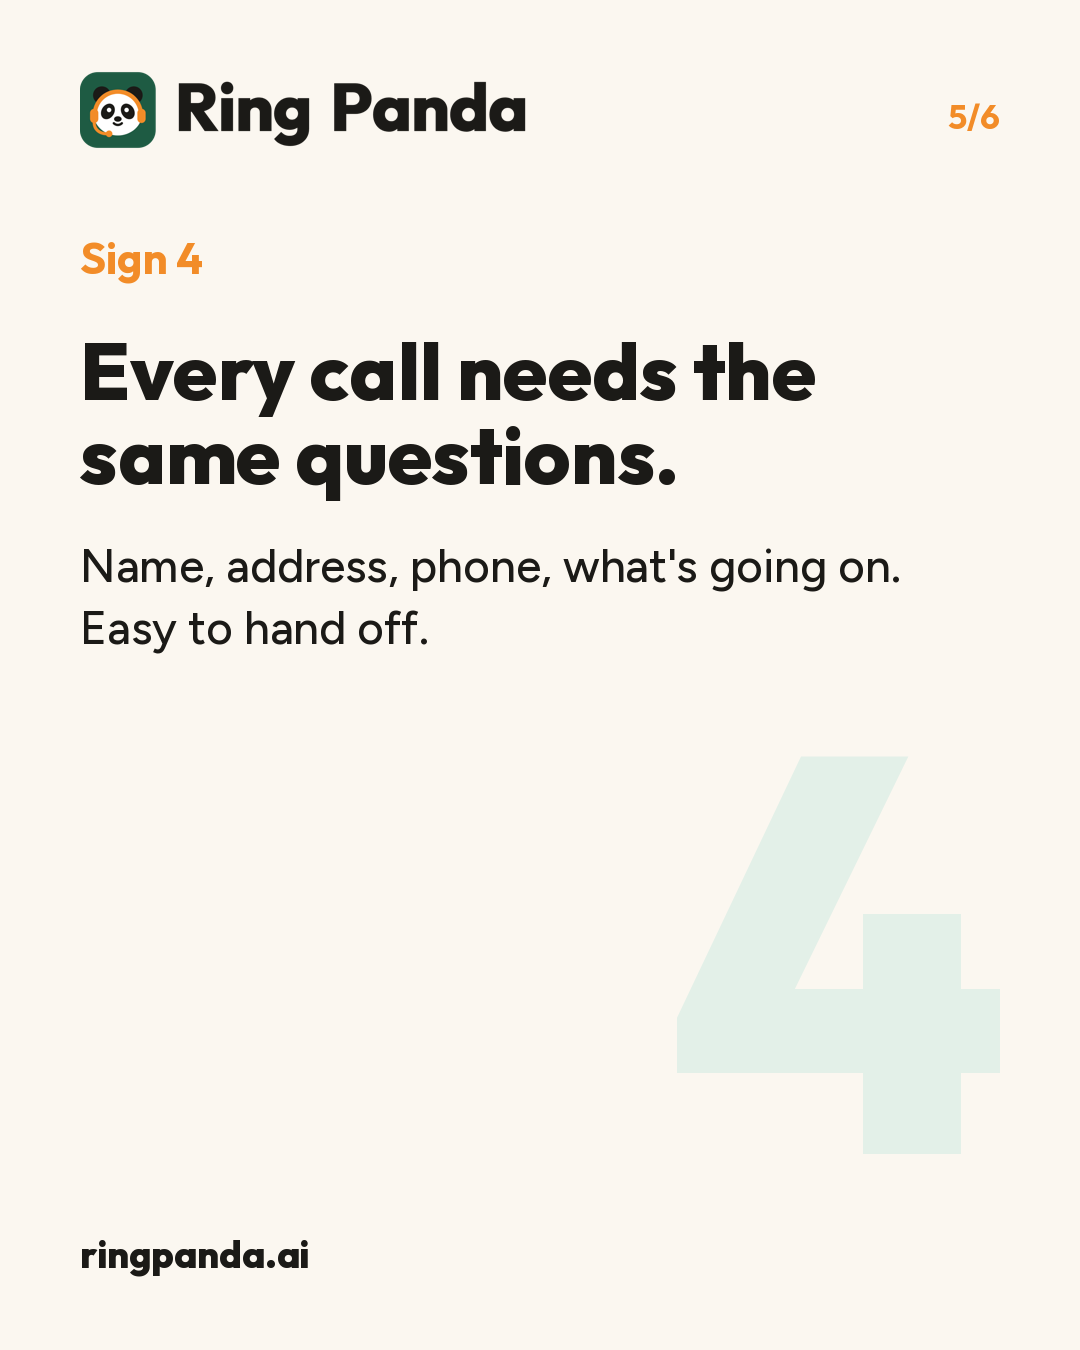 Ring Panda
5/6
Sign 4
Every call needs the
same questions.
Name, address, phone, what's going on.
Easy to hand off.
4
ringpanda.ai